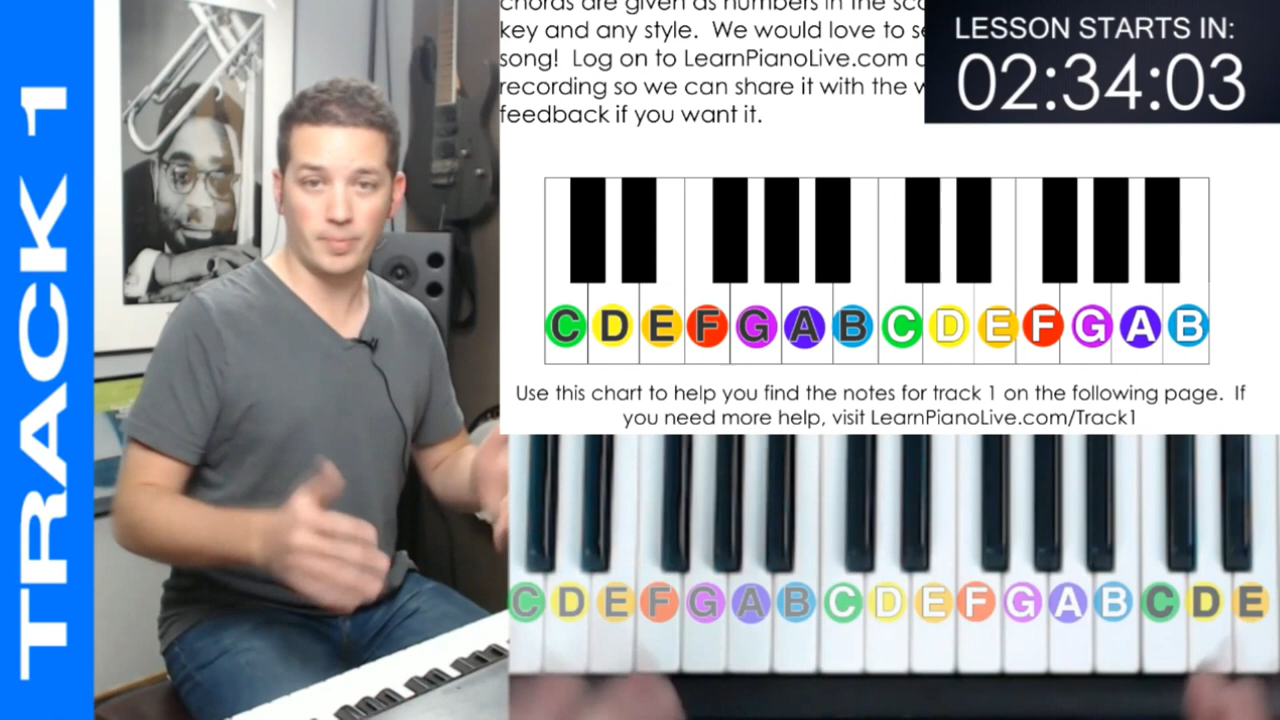 TRACK 1
chords are given as numbers in the
key and any style. We would love to
song! Log on to LearnPianoLive.com
recording so we can share it with the
feedback if you want it.
LESSON STARTS IN:
02:34:03
C D E F G A B C D E F G A B
Use this chart to help you find the notes for track 1 on the following page. If
you need more help, visit LearnPianoLive.com/Track1
C D E F G A B C D E F G A B C D E